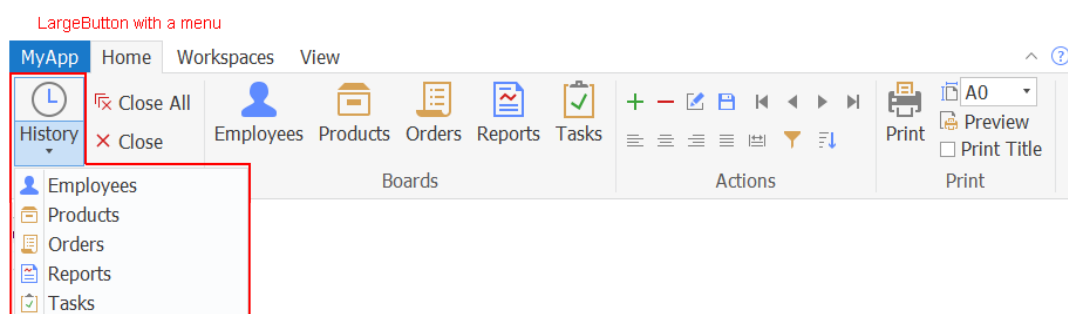 LargeButton with a menu
MyApp Home Workspaces View
History
Close All
Close
Employees Products Orders Reports Tasks
Boards
Actions
Print
A0
Preview
Print Title
Print
Employees
Products
Orders
Reports
Tasks